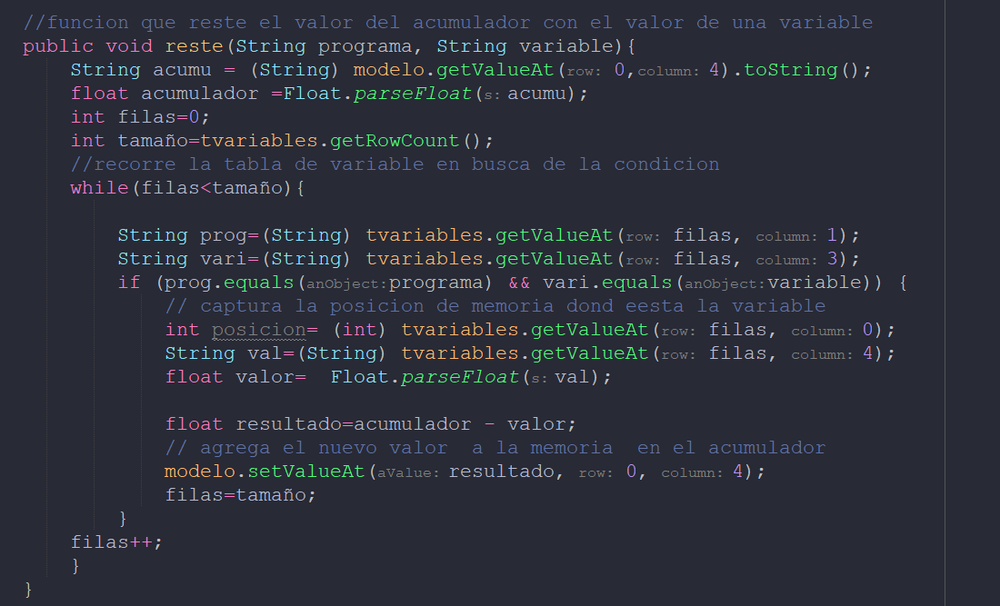 //funcion que reste el valor del acumulador con el valor de una variable
public void reste(String programa, String variable){
String acumu = (String) modelo.getValueAt(row: 0,column: 4).toString();
float acumulador =Float.parseFloat(s: acumu);
int filas=0;
int tamaño=tvariables.getRowCount();
//recorre la tabla de variable en busca de la condicion
while(filas<tamaño){
String prog=(String) tvariables.getValueAt(row: filas, column: 1);
String vari=(String) tvariables.getValueAt(row: filas, column: 3);
if (prog.equals(anObject:programa) && vari.equals(anObject:variable)) {
// captura la posicion de memoria dond eesta la variable
int posicion= (int) tvariables.getValueAt(row: filas, column: 0);
String val=(String) tvariables.getValueAt(row: filas, column: 4);
float valor=  Float.parseFloat(s: val);
float resultado=acumulador - valor;
// agrega el nuevo valor  a la memoria  en el acumulador
modelo.setValueAt(aValue: resultado, row: 0, column: 4);
filas=tamaño;
}
filas++;
}
}